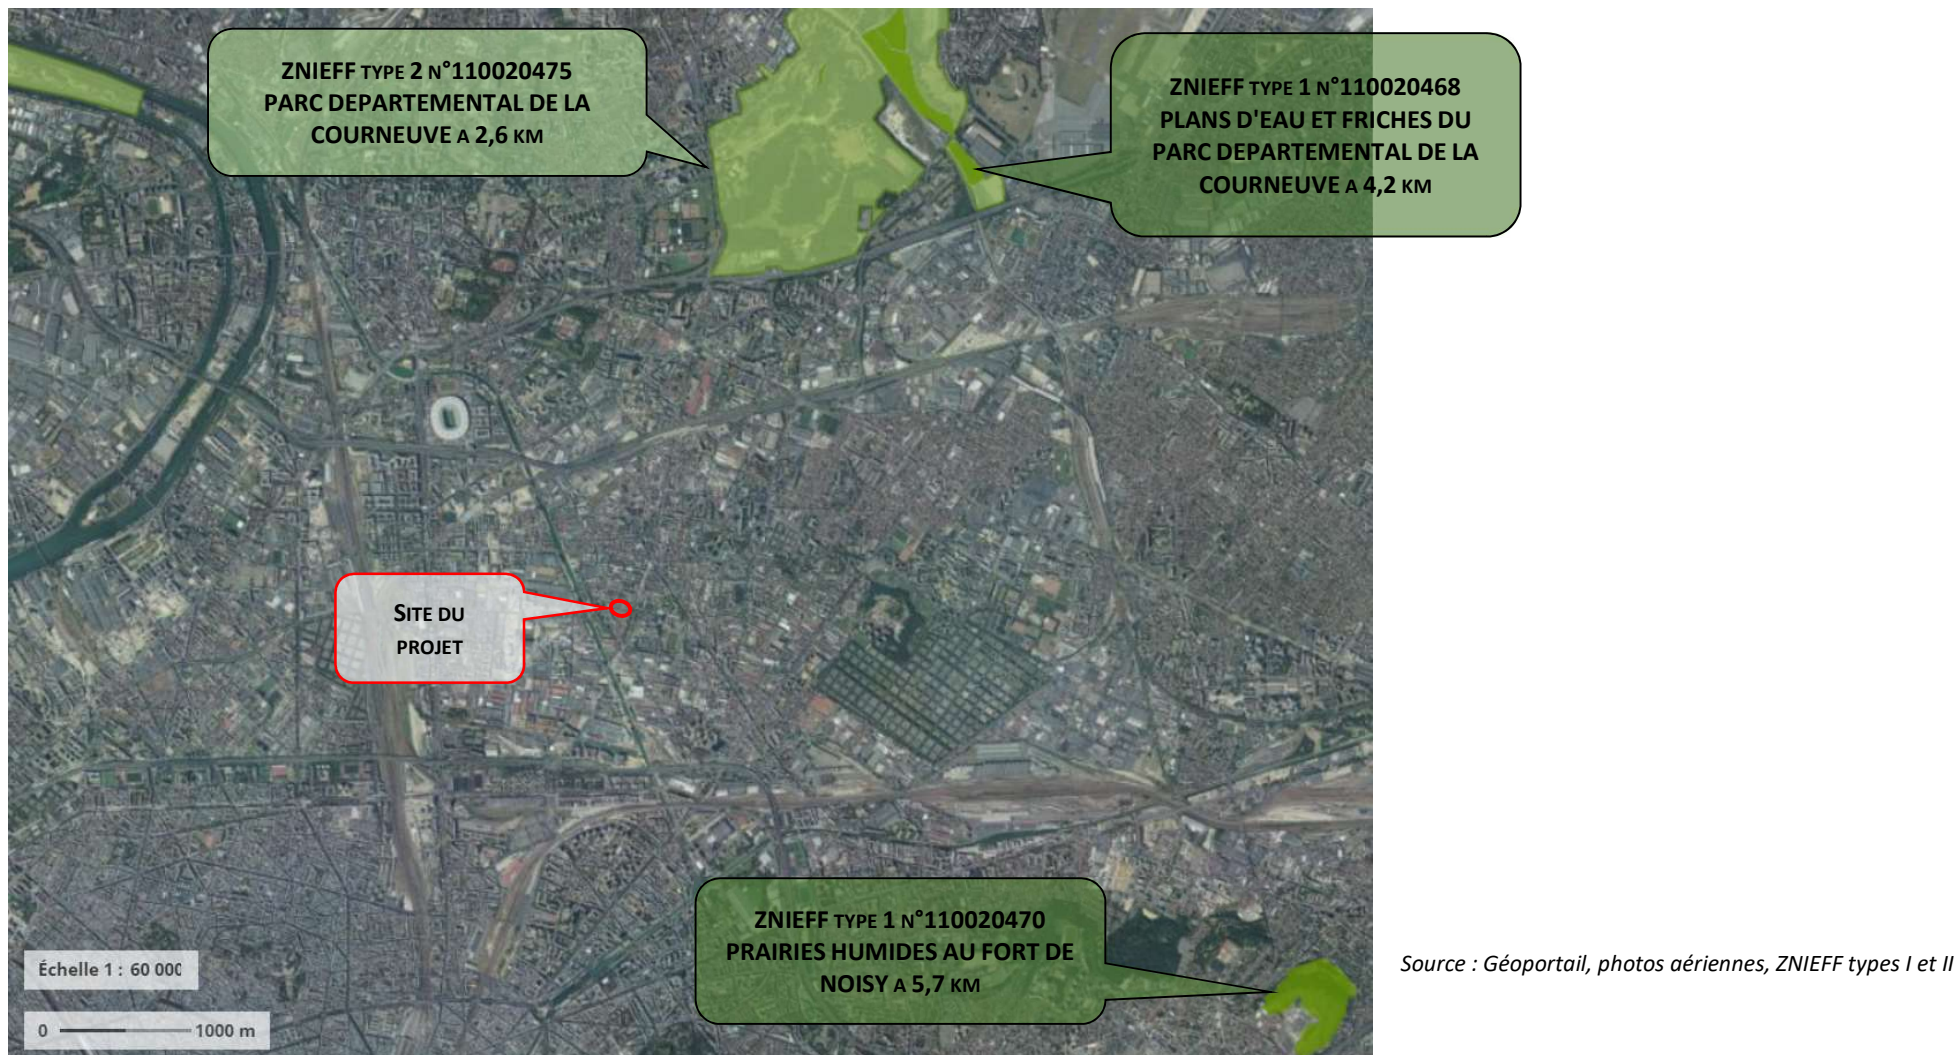 ZNIEFF TYPE 2 N°110020475
PARC DEPARTEMENTAL DE LA
COURNEUVE A 2,6 KM
ZNIEFF TYPE 1 N°110020468
PLANS D'EAU ET FRICHES DU
PARC DEPARTEMENTAL DE LA
COURNEUVE A 4,2 KM
SITE DU
PROJET
ZNIEFF TYPE 1 N°110020470
PRAIRIES HUMIDES AU FORT DE
NOISY A 5,7 KM
Échelle 1 : 60 000
0 1000 m
Source : Géoportail, photos aériennes, ZNIEFF types I et II